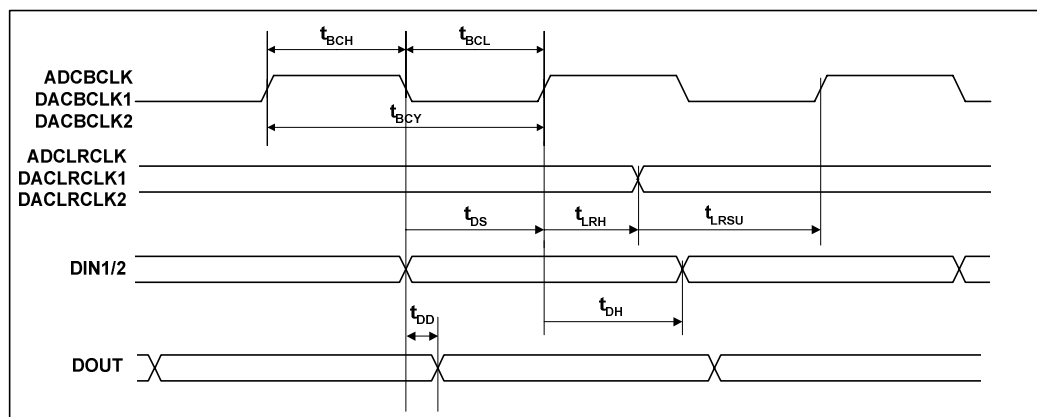 tBCH tBCL
ADCBCLK
DACBCLK1
DACBCLK2
tBCY
ADCLRCLK
DACLRCLK1
DACLRCLK2
tDS tLRH tLRSU
DIN1/2
tDD tDH
DOUT